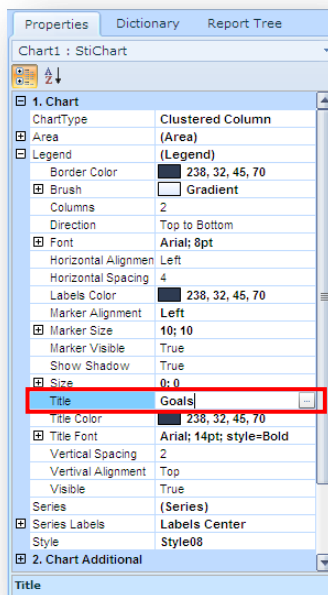 Properties Dictionary Report Tree
Chart1 : StiChart
1. Chart
ChartType Clustered Column
Area (Area)
Legend (Legend)
Border Color 238, 32, 45, 70
Brush Gradient
Columns 2
Direction Top to Bottom
Font Arial; 8pt
Horizontal Alignmen Left
Horizontal Spacing 4
Labels Color 238, 32, 45, 70
Marker Alignment Left
Marker Size 10; 10
Marker Visible True
Show Shadow True
Size 0; 0
Title Goals ...
Title Color 238, 32, 45, 70
Title Font Arial; 14pt; style=Bold
Vertical Spacing 2
Vertival Alignment Top
Visible True
Series (Series)
Series Labels Labels Center
Style Style08
2. Chart Additional
Title